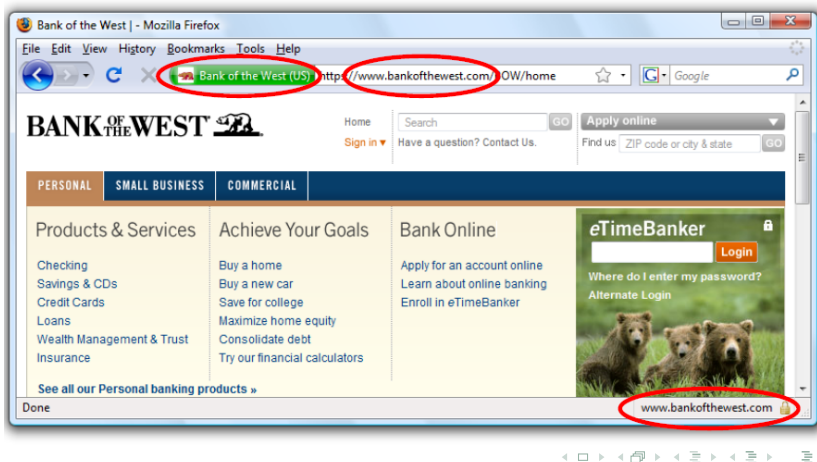 Bank of the West | - Mozilla Firefox
File Edit View History Bookmarks Tools Help
Bank of the West (US) https://www.bankofthewest.com/BOW/home
G Google
BANK OF THE WEST
Home
Search
GO
Sign in ▾
Have a question? Contact Us.
Apply online
Find us ZIP code or city & state GO
PERSONAL SMALL BUSINESS COMMERCIAL
Products & Services
Checking
Savings & CDs
Credit Cards
Loans
Wealth Management & Trust
Insurance
See all our Personal banking products »
Achieve Your Goals
Buy a home
Buy a new car
Save for college
Maximize home equity
Consolidate debt
Try our financial calculators
Bank Online
Apply for an account online
Learn about online banking
Enroll in eTimeBanker
eTimeBanker
Login
Where do I enter my password?
Alternate Login
Done
www.bankofthewest.com